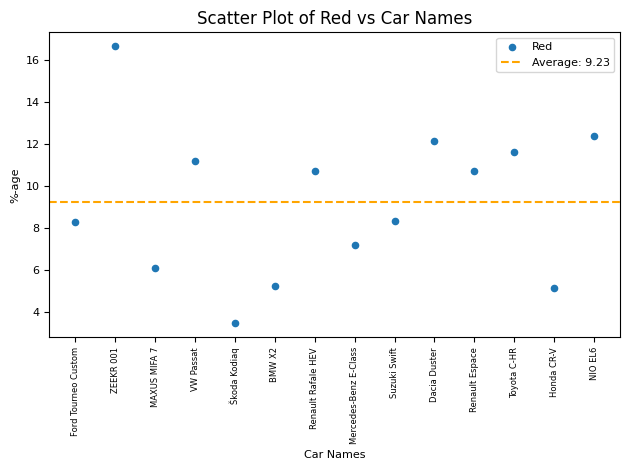 Scatter Plot of Red vs Car Names
Red
Average: 9.23
%-age
16
14
12
10
8
6
4
Ford Tourneo Custom
ZEEKR 001
MAXUS MIFA 7
VW Passat
Škoda Kodiaq
BMW X2
Renault Rafale HEV
Mercedes-Benz E-Class
Suzuki Swift
Dacia Duster
Renault Espace
Toyota C-HR
Honda CR-V
NIO EL6
Car Names